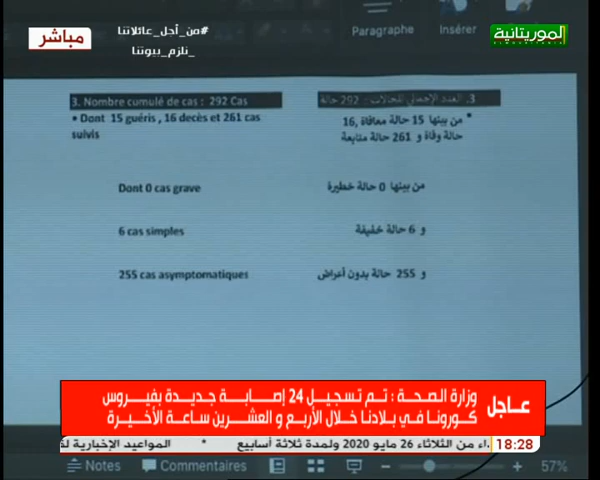 مباشر
#من_أجل_عائلاتنا
_نلزم_بيوتنا
الموريتانية
Paragraphe
Insérer
3. Nombre cumulé de cas : 292 Cas
• Dont 15 guéris , 16 decès et 261 cas
suivis
Dont 0 cas grave
6 cas simples
255 cas asymptomatiques
3. العدد الإجمالي للحالات : 292 حالة
* من بينها 15 حالة معافاة ,16
حالة وفاة و 261 حالة متابعة
من بينها 0 حالة خطيرة
و 6 حالة خفيفة
و 255 حالة بدون أعراض
عاجل
وزارة الصحة : تم تسجيل 24 إصابة جديدة بفيروس
كورونا في بلادنا خلال الأربع و العشرين ساعة الأخيرة
18:28
من الثلاثاء 26 مايو 2020 ولمدة ثلاثة أسابيع * المواعيد الإخبارية
Notes
Commentaires
57%